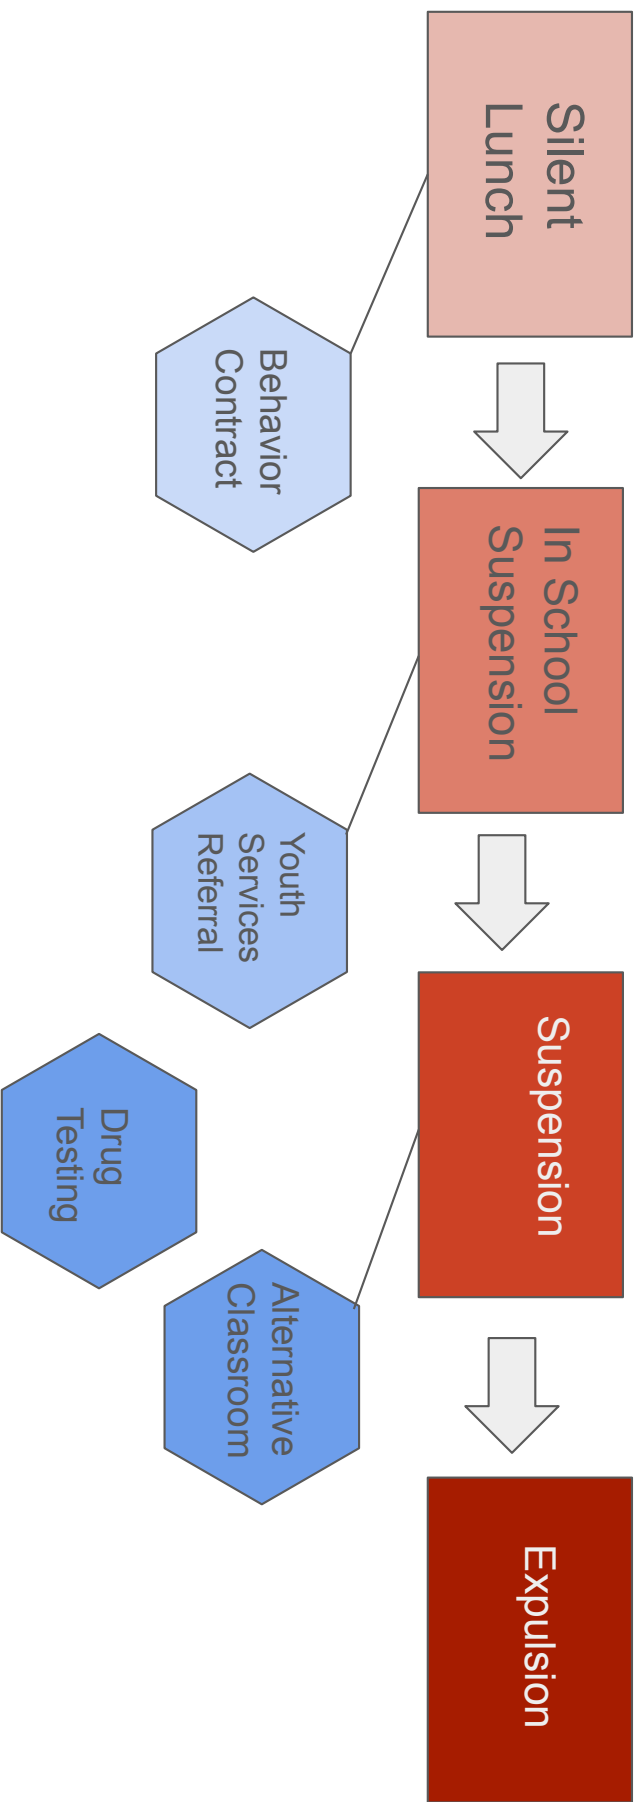 Silent
Lunch
In School
Suspension
Suspension
Expulsion
Behavior
Contract
Youth
Services
Referral
Alternative
Classroom
Drug
Testing